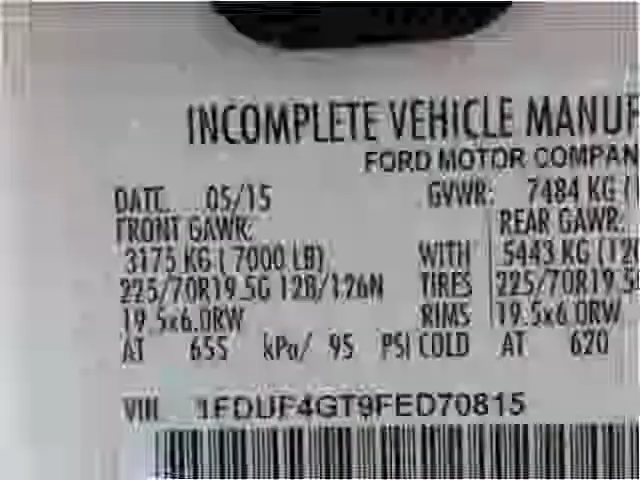 INCOMPLETE VEHICLE MANUF
FORD MOTOR COMPAN
DATE 05/15 GVWR: 7484 KG (
FRONT GAWR: REAR GAWR:
3175 KG ( 7000 LB) WITH 5443 KG (120
225/70R19.5G 128/126N TIRES 225/70R19.5G
19.5x6.0RW RIMS 19.5x6.0RW
AT 655 kPa/ 95 PSI COLD AT 620
VIN 1FDUF4GT9FED70815